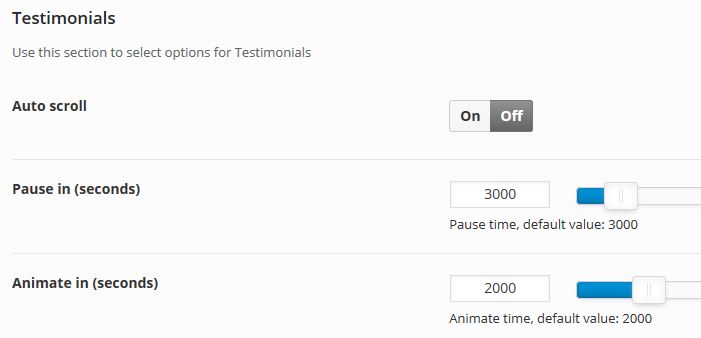 Testimonials
Use this section to select options for Testimonials
Auto scroll
On Off
Pause in (seconds)
3000
Pause time, default value: 3000
Animate in (seconds)
2000
Animate time, default value: 2000